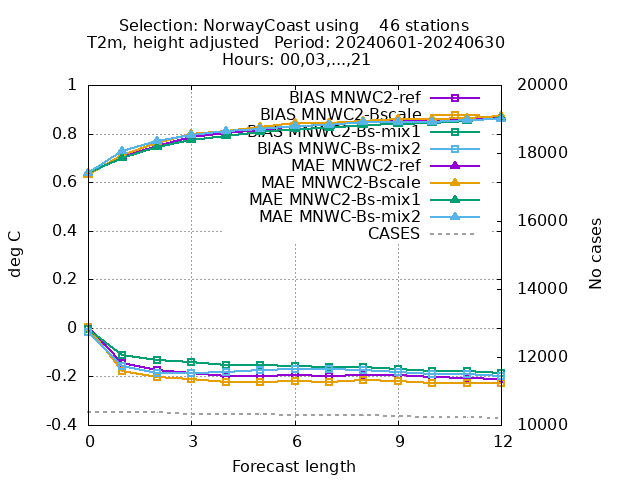 Selection: NorwayCoast using    46 stations
T2m, height adjusted   Period: 20240601-20240630
Hours: 00,03,...,21
1
0.8
0.6
0.4
0.2
0
-0.2
-0.4
deg C
BIAS MNWC2-ref
BIAS MNWC2-Bscale
BIAS MNWC2-Bs-mix1
BIAS MNWC-Bs-mix2
MAE MNWC2-ref
MAE MNWC2-Bscale
MAE MNWC2-Bs-mix1
MAE MNWC-Bs-mix2
CASES
20000
18000
16000
14000
12000
10000
No cases
0 3 6 9 12
Forecast length